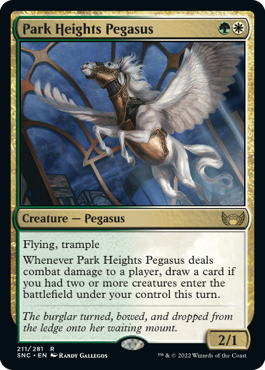 Park Heights Pegasus
Creature — Pegasus
Flying, trample
Whenever Park Heights Pegasus deals
combat damage to a player, draw a card if
you had two or more creatures enter the
battlefield under your control this turn.
The burglar turned, bowed, and dropped from
the ledge onto her waiting mount.
2/1
211/281 R
SNC • EN RANDY GALLEGOS
™ & © 2022 Wizards of the Coast